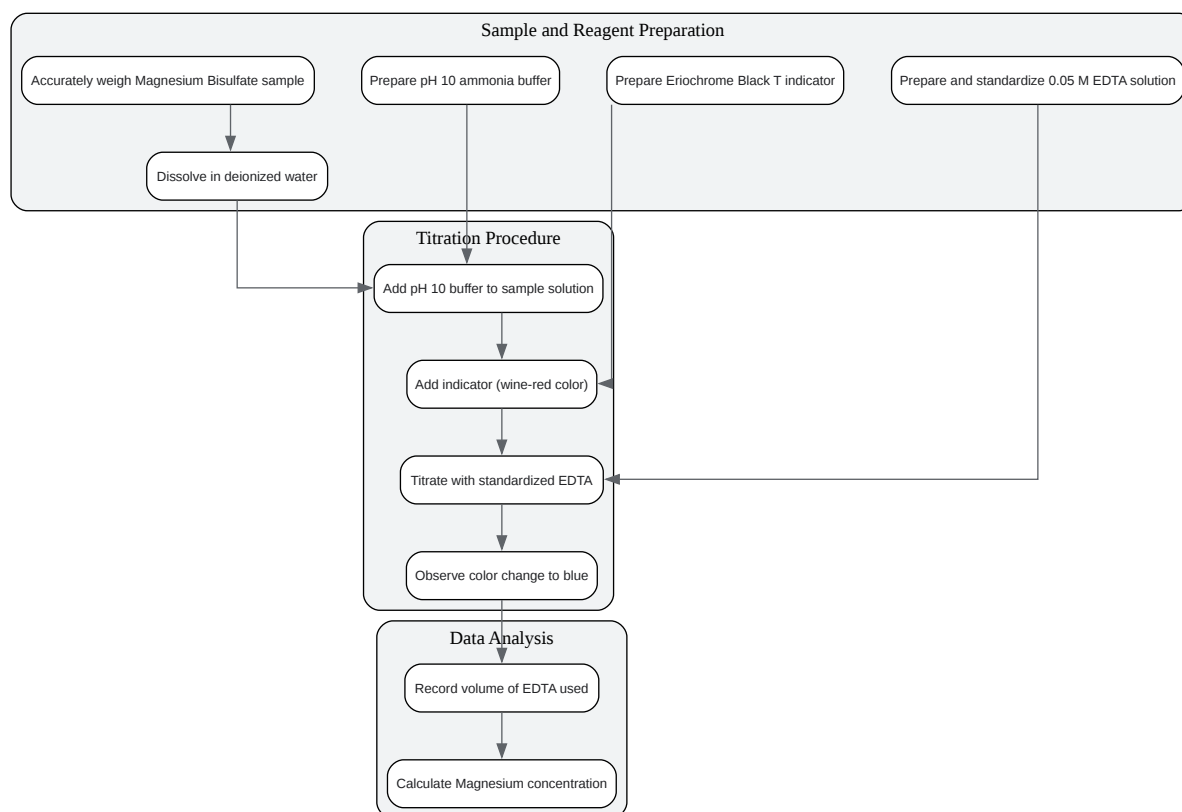 Sample and Reagent Preparation
Accurately weigh Magnesium Bisulfate sample
Prepare pH 10 ammonia buffer
Prepare Eriochrome Black T indicator
Prepare and standardize 0.05 M EDTA solution
Dissolve in deionized water
Titration Procedure
Add pH 10 buffer to sample solution
Add indicator (wine-red color)
Titrate with standardized EDTA
Observe color change to blue
Data Analysis
Record volume of EDTA used
Calculate Magnesium concentration